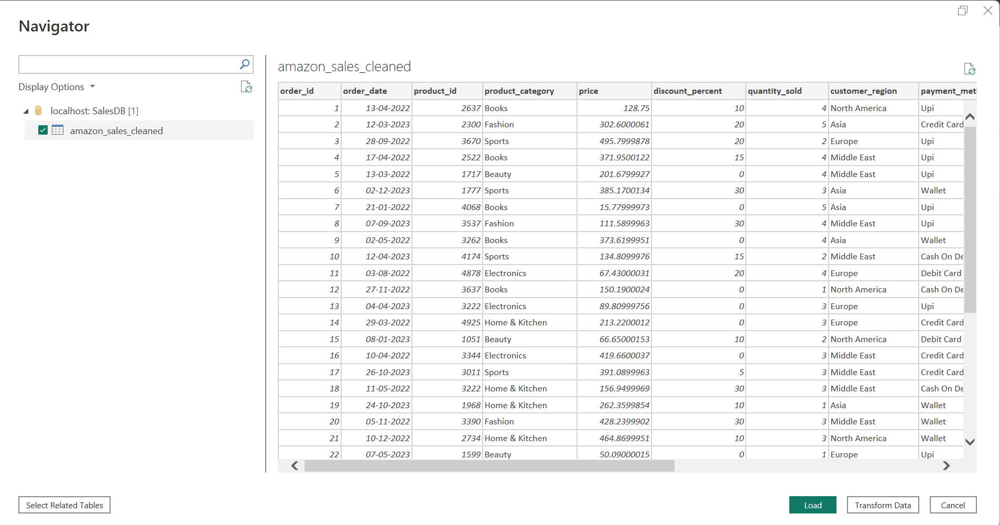 Navigator
Display Options
localhost: SalesDB [1]
amazon_sales_cleaned
amazon_sales_cleaned
order_id order_date product_id product_category price discount_percent quantity_sold customer_region payment_met
1 13-04-2022 2637 Books 128.75 10 4 North America Upi
2 12-03-2023 2300 Fashion 302.6000061 20 5 Asia Credit Card
3 28-09-2022 3670 Sports 495.7999878 20 2 Europe Upi
4 17-04-2022 2522 Books 371.9500122 15 4 Middle East Upi
5 13-03-2022 1717 Beauty 201.6799927 0 4 Middle East Upi
6 02-12-2023 1777 Sports 385.1700134 30 3 Asia Wallet
7 21-01-2022 4068 Books 15.77999973 0 5 Asia Upi
8 07-09-2023 3537 Fashion 111.5899963 30 4 Middle East Upi
9 02-05-2022 3262 Books 373.6199951 0 4 Asia Wallet
10 12-04-2023 4174 Sports 134.8099976 15 2 Middle East Cash On De
11 03-08-2022 4878 Electronics 67.43000031 20 4 Europe Debit Card
12 27-11-2022 3637 Books 150.1900024 0 1 North America Cash On De
13 04-04-2023 3222 Electronics 89.80999756 0 3 Europe Upi
14 29-03-2022 4925 Home & Kitchen 213.2200012 0 3 Europe Credit Card
15 08-01-2023 1051 Beauty 66.65000153 10 2 North America Debit Card
16 10-04-2022 3344 Electronics 419.6600037 0 3 Middle East Credit Card
17 26-10-2023 3011 Sports 391.0899963 5 3 Middle East Credit Card
18 11-05-2022 3222 Home & Kitchen 156.9499969 30 3 Middle East Cash On De
19 24-10-2023 1968 Home & Kitchen 262.3599854 10 1 Asia Wallet
20 05-11-2022 3390 Fashion 428.2399902 30 3 Middle East Wallet
21 10-12-2022 2734 Home & Kitchen 464.8699951 10 3 North America Wallet
22 07-05-2023 1599 Beauty 50.09000015 0 1 Europe Upi
Select Related Tables Load Transform Data Cancel